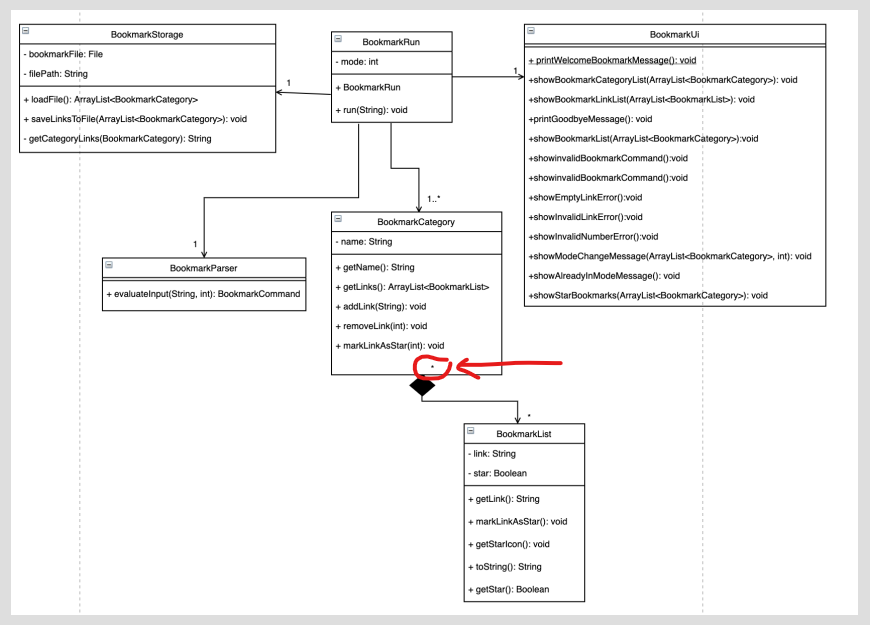 BookmarkStorage
- bookmarkFile: File
- filePath: String
+ loadFile(): ArrayList<BookmarkCategory>
+ saveLinksToFile(ArrayList<BookmarkCategory>): void
- getCategoryLinks(BookmarkCategory): String
1
BookmarkRun
- mode: int
+ BookmarkRun
+ run(String): void
1
BookmarkUi
+ printWelcomeBookmarkMessage(): void
+showBookmarkCategoryList(ArrayList<BookmarkCategory>): void
+showBookmarkLinkList(ArrayList<BookmarkList>): void
+printGoodbyeMessage(): void
+showBookmarkList(ArrayList<BookmarkCategory>):void
+showinvalidBookmarkCommand():void
+showinvalidBookmarkCommand():void
+showEmptyLinkError():void
+showInvalidLinkError():void
+showInvalidNumberError():void
+showModeChangeMessage(ArrayList<BookmarkCategory>, int): void
+showAlreadyInModeMessage(): void
+showStarBookmarks(ArrayList<BookmarkCategory>): void
1
BookmarkParser
+ evaluateInput(String, int): BookmarkCommand
1..*
BookmarkCategory
- name: String
+ getName(): String
+ getLinks(): ArrayList<BookmarkList>
+ addLink(String): void
+ removeLink(int): void
+ markLinkAsStar(int): void
*
*
BookmarkList
- link: String
- star: Boolean
+ getLink(): String
+ markLinkAsStar(): void
+ getStarIcon(): void
+ toString(): String
+ getStar(): Boolean